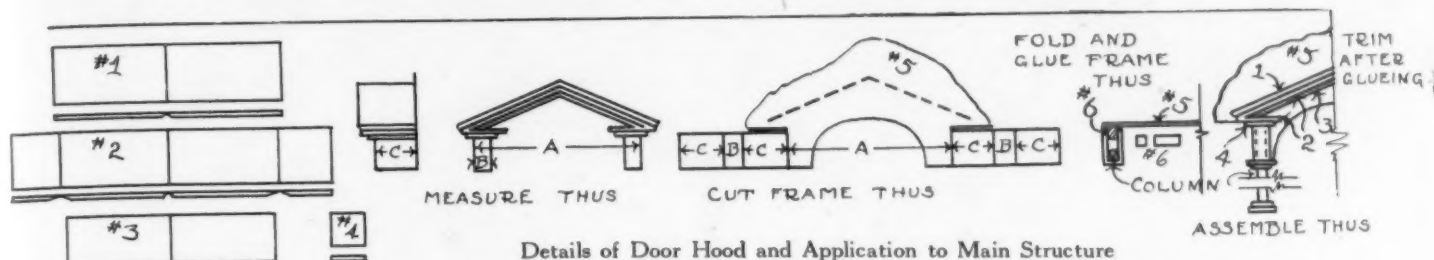 #1
#2
#3
#4
C
B
A
MEASURE THUS
#5
C B C A C B C
CUT FRAME THUS
FOLD AND
GLUE FRAME
THUS
#6
#5
#6
COLUMN
#5
1
2
3
4
TRIM
AFTER
GLUEING
ASSEMBLE THUS
Details of Door Hood and Application to Main Structure